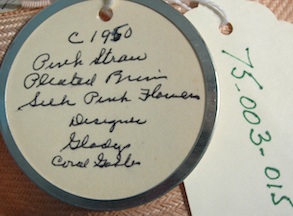 C 1950
Pink Straw
Pleated Brim
Silk Pink Flowers
Designer
Gladys
Coral Gables
75.003-015